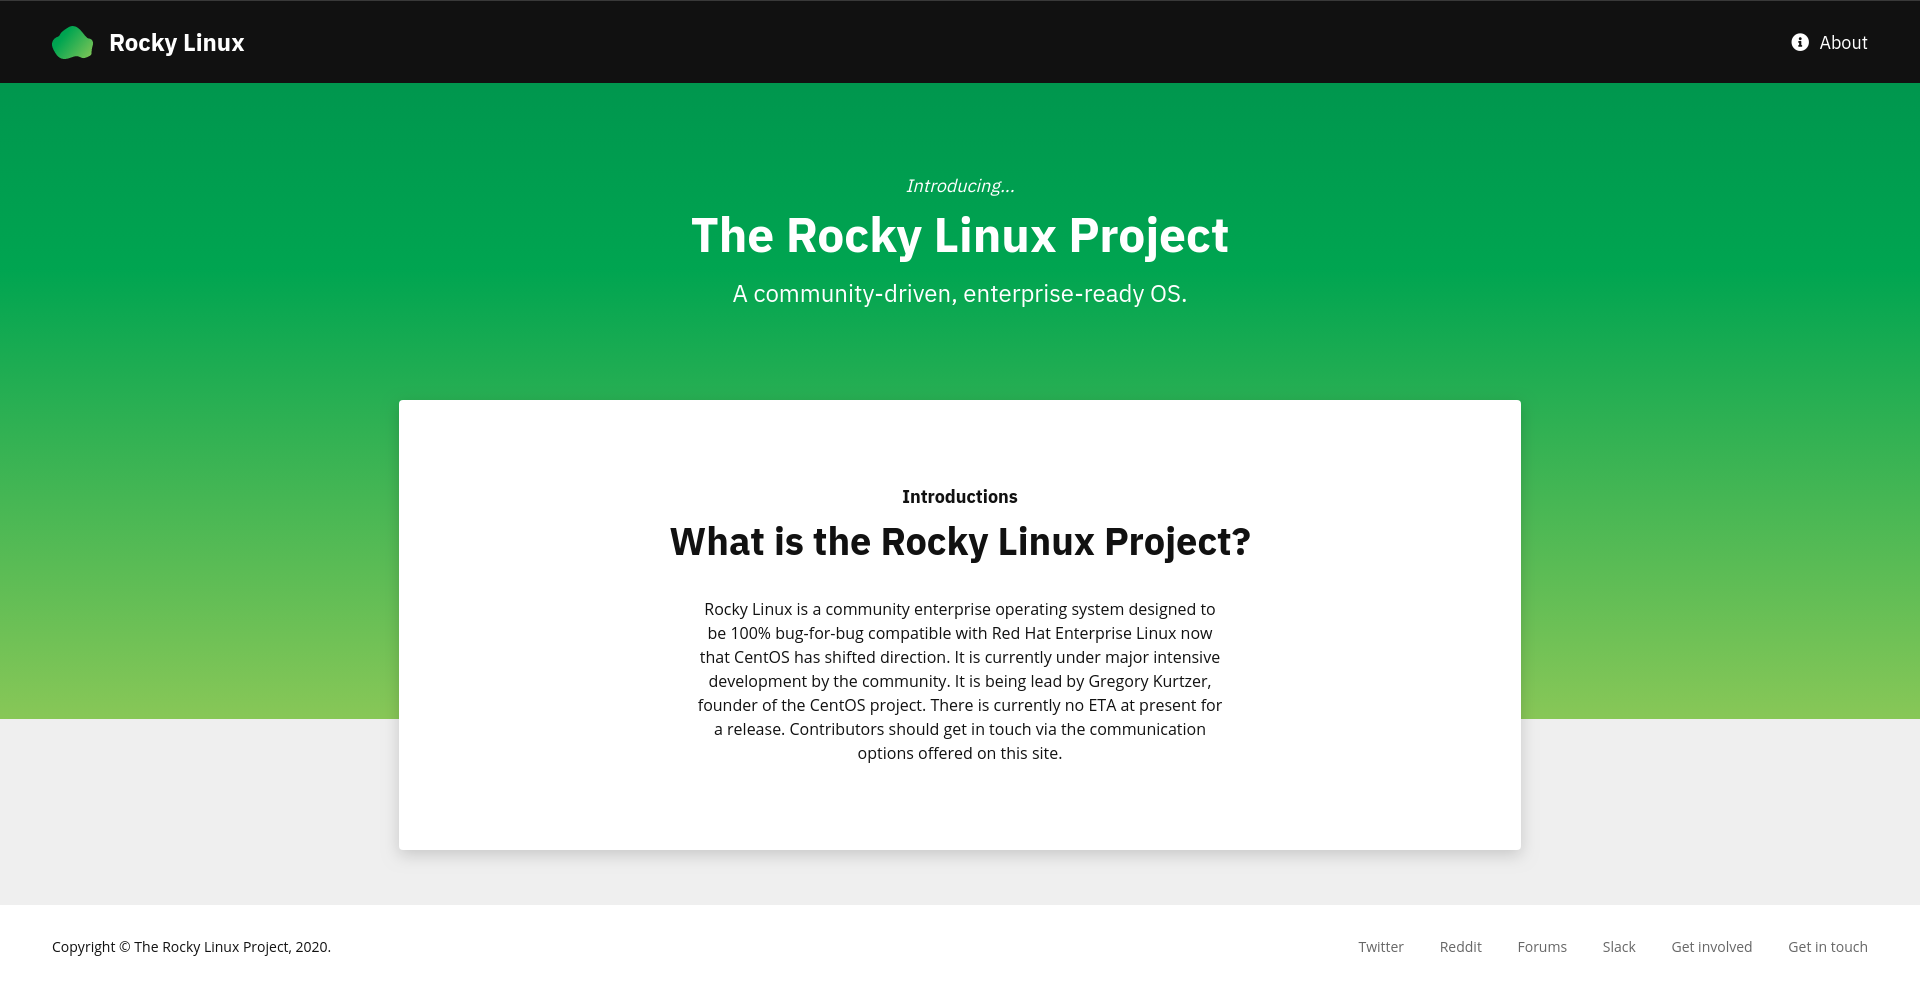 Rocky Linux
About
Introducing...
The Rocky Linux Project
A community-driven, enterprise-ready OS.
Introductions
What is the Rocky Linux Project?
Rocky Linux is a community enterprise operating system designed to
be 100% bug-for-bug compatible with Red Hat Enterprise Linux now
that CentOS has shifted direction. It is currently under major intensive
development by the community. It is being lead by Gregory Kurtzer,
founder of the CentOS project. There is currently no ETA at present for
a release. Contributors should get in touch via the communication
options offered on this site.
Copyright © The Rocky Linux Project, 2020.
Twitter
Reddit
Forums
Slack
Get involved
Get in touch